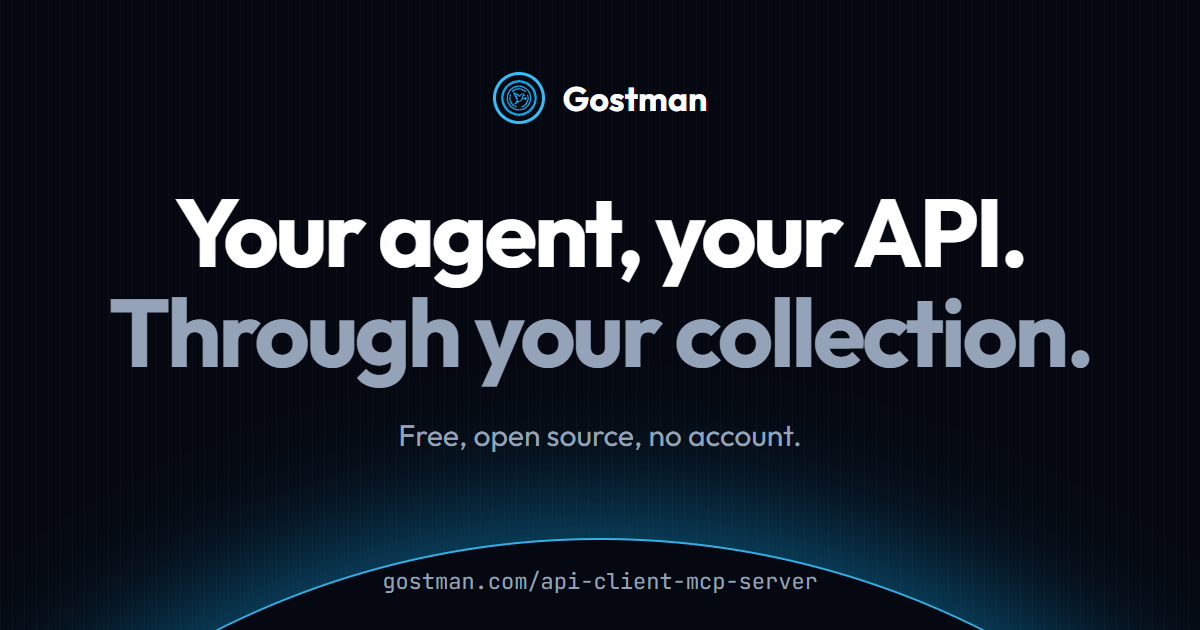 Gostman
Your agent, your API.
Through your collection.
Free, open source, no account.
gostman.com/api-client-mcp-server